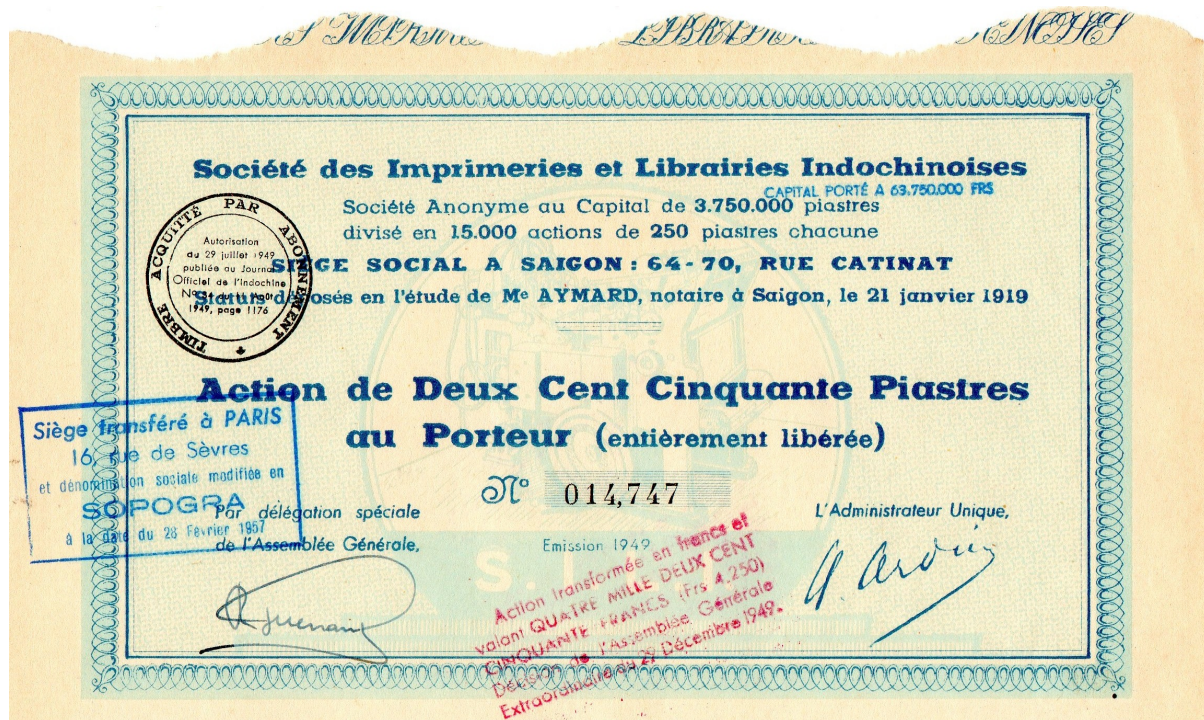 Société des Imprimeries et Librairies Indochinoises
CAPITAL PORTÉ A 63.750.000 FRS
Société Anonyme au Capital de 3.750.000 piastres
divisé en 15.000 actions de 250 piastres chacune
SIEGE SOCIAL A SAIGON : 64-70, RUE CATINAT
Statuts déposés en l'étude de Me AYMARD, notaire à Saigon, le 21 janvier 1919
TIMBRE ACQUITTÉ PAR ABONNEMENT
Autorisation
du 29 juillet 1949
publiée au Journal
Officiel de l'Indochine
1949, page 1176
Action de Deux Cent Cinquante Piastres
au Porteur (entièrement libérée)
Siège transféré à PARIS
16, rue de Sèvres
et dénomination sociale modifiée en
SOPOGRA
à la date du 28 Février 1957
No 014,747
Par délégation spéciale
de l'Assemblée Générale,
Emission 1949
L'Administrateur Unique,
Action transformée en francs et
valant QUATRE MILLE DEUX CENT
CINQUANTE FRANCS (Frs 4.250)
Décision de l'Assemblée Générale
Extraordinaire du 29 Décembre 1949.